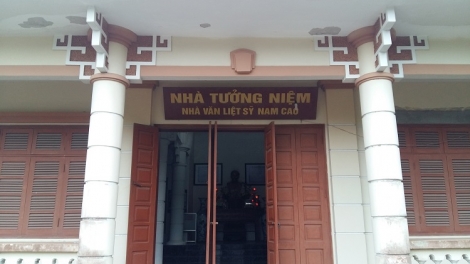 NHÀ TƯỞNG NIỆM
NHÀ VĂN LIỆT SỸ NAM CAO